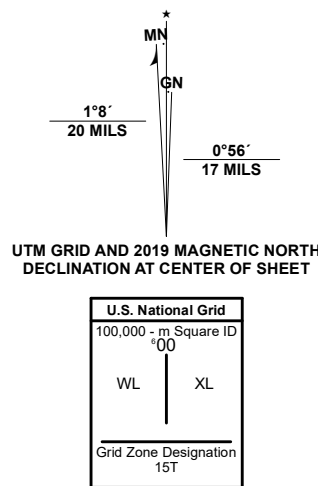 ★
MN
GN
1°8´
20 MILS
0°56´
17 MILS
UTM GRID AND 2019 MAGNETIC NORTH
DECLINATION AT CENTER OF SHEET
U.S. National Grid
100,000 - m Square ID
⁶00
WL XL
Grid Zone Designation
15T